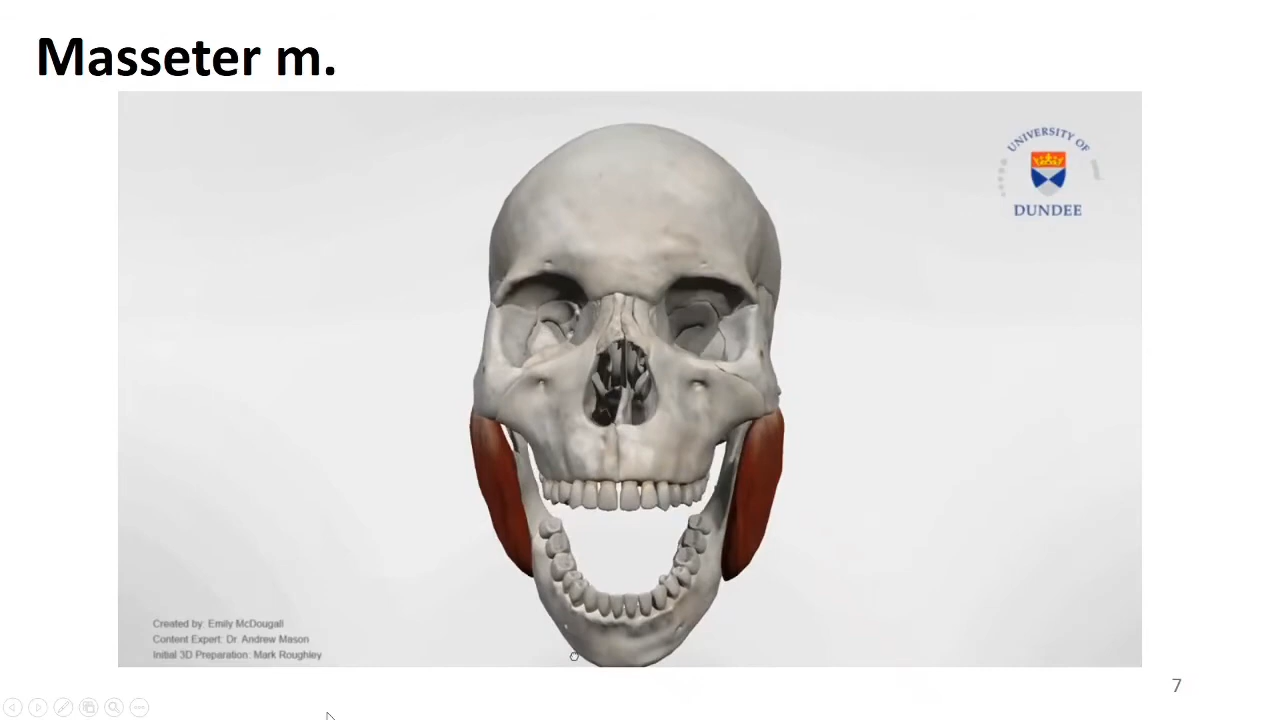 Masseter m.
UNIVERSITY OF
DUNDEE
Created by: Emily McDougall
Content Expert: Dr. Andrew Mason
Initial 3D Preparation: Mark Roughley
7